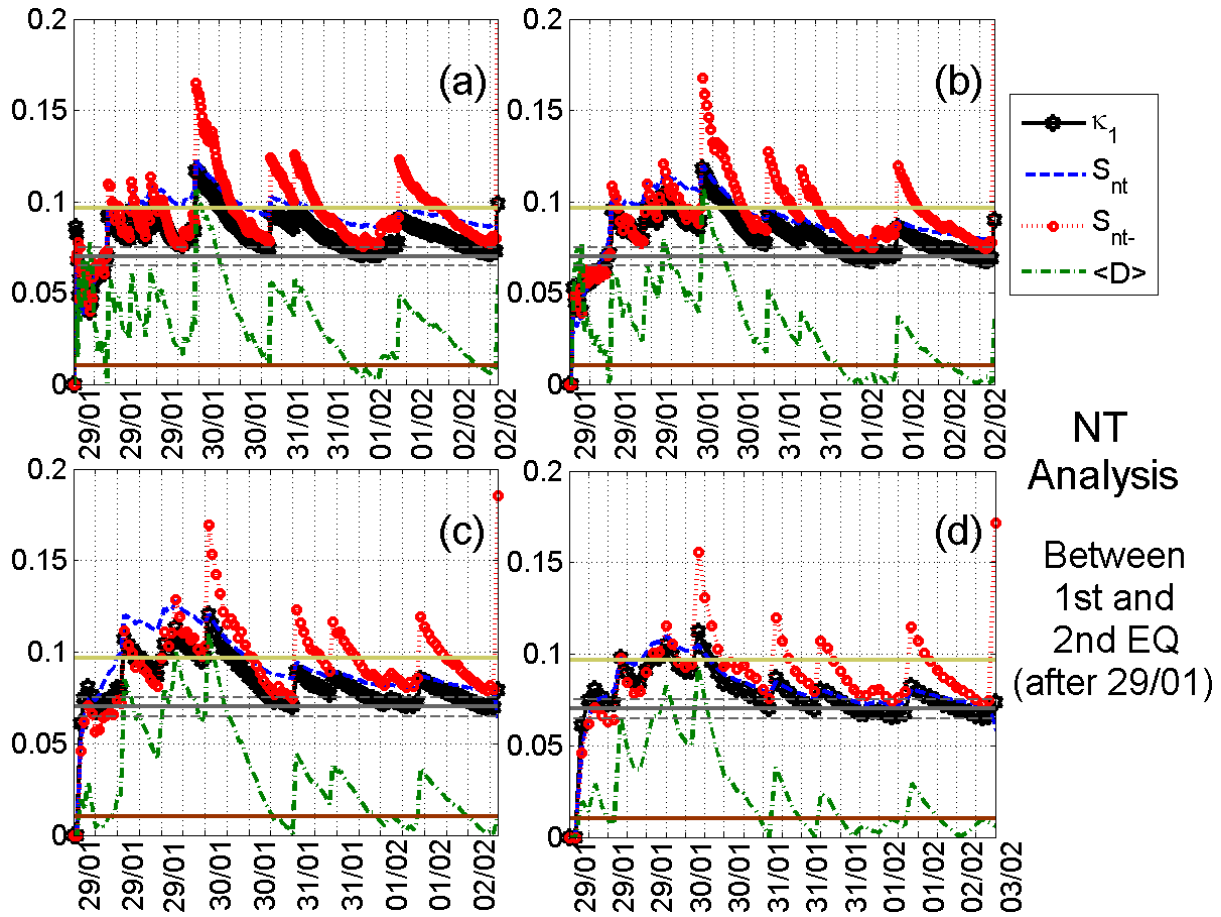 0.2
0.15
0.1
0.05
0
(a)
29/01 29/01 29/01 30/01 30/01 31/01 31/01 01/02 01/02 02/02 02/02
0.2
0.15
0.1
0.05
0
(b)
29/01 29/01 29/01 30/01 30/01 31/01 31/01 01/02 01/02 02/02 02/02
κ1
Snt
Snt-
<D>
0.2
0.15
0.1
0.05
0
(c)
29/01 29/01 29/01 30/01 30/01 31/01 31/01 01/02 01/02 02/02
0.2
0.15
0.1
0.05
0
(d)
29/01 29/01 29/01 30/01 30/01 31/01 31/01 01/02 01/02 02/02 03/02
NT
Analysis
Between
1st and
2nd EQ
(after 29/01)